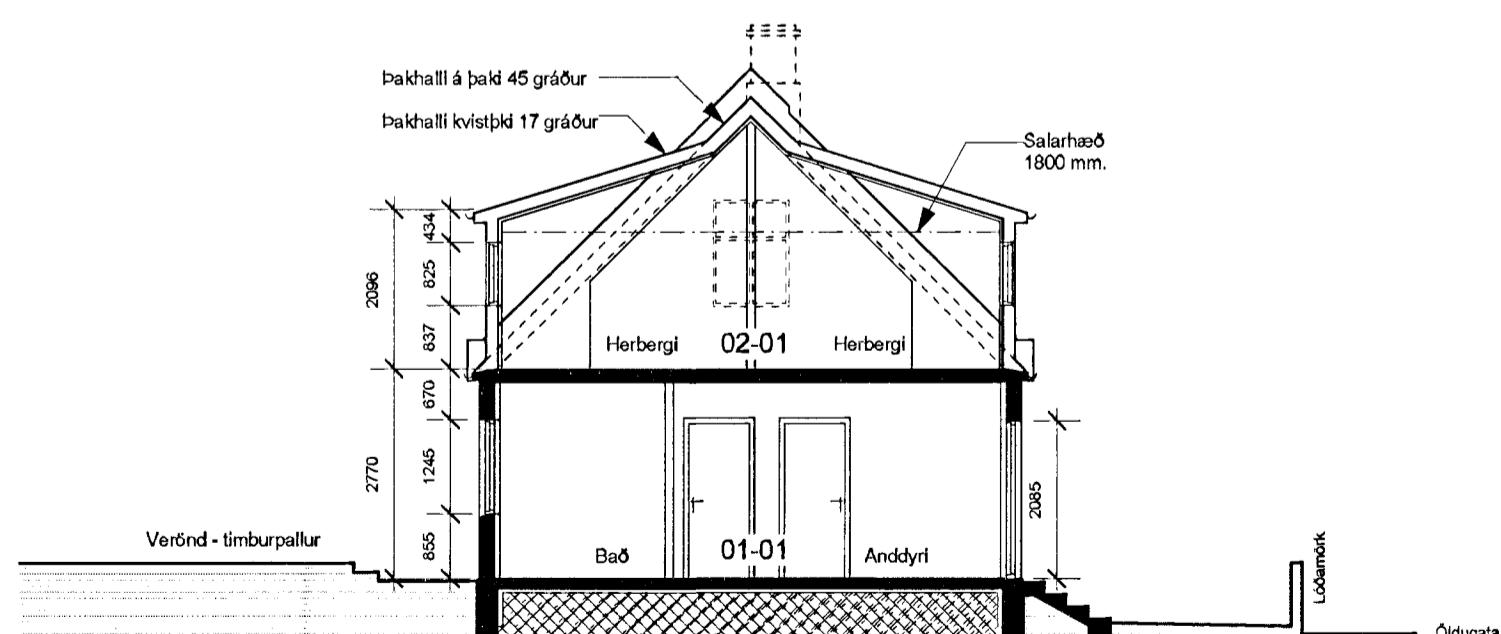 Þakhalli á þaki 45 gráður
Þakhalli kvistþki 17 gráður
Salarhæð
1800 mm.
434
825
837
2096
670
1245
855
2770
2085
Herbergi
02-01
Herbergi
Verönd - timburpallur
Bað
01-01
Anddyri
Lóðamörk
Öldugata